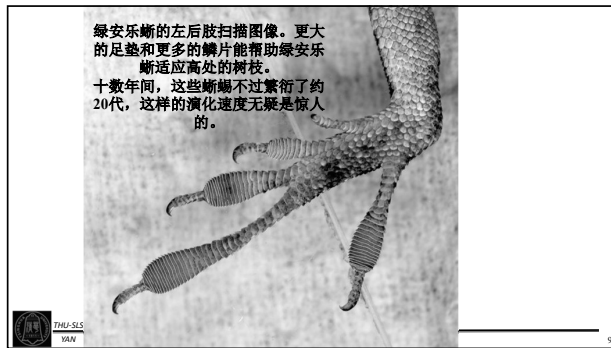 绿安乐蜥的左后肢扫描图像。更大
的足垫和更多的鳞片能帮助绿安乐
蜥适应高处的树枝。
十数年间，这些蜥蜴不过繁衍了约
20代，这样的演化速度无疑是惊人
的。
THU-SLS
YAN